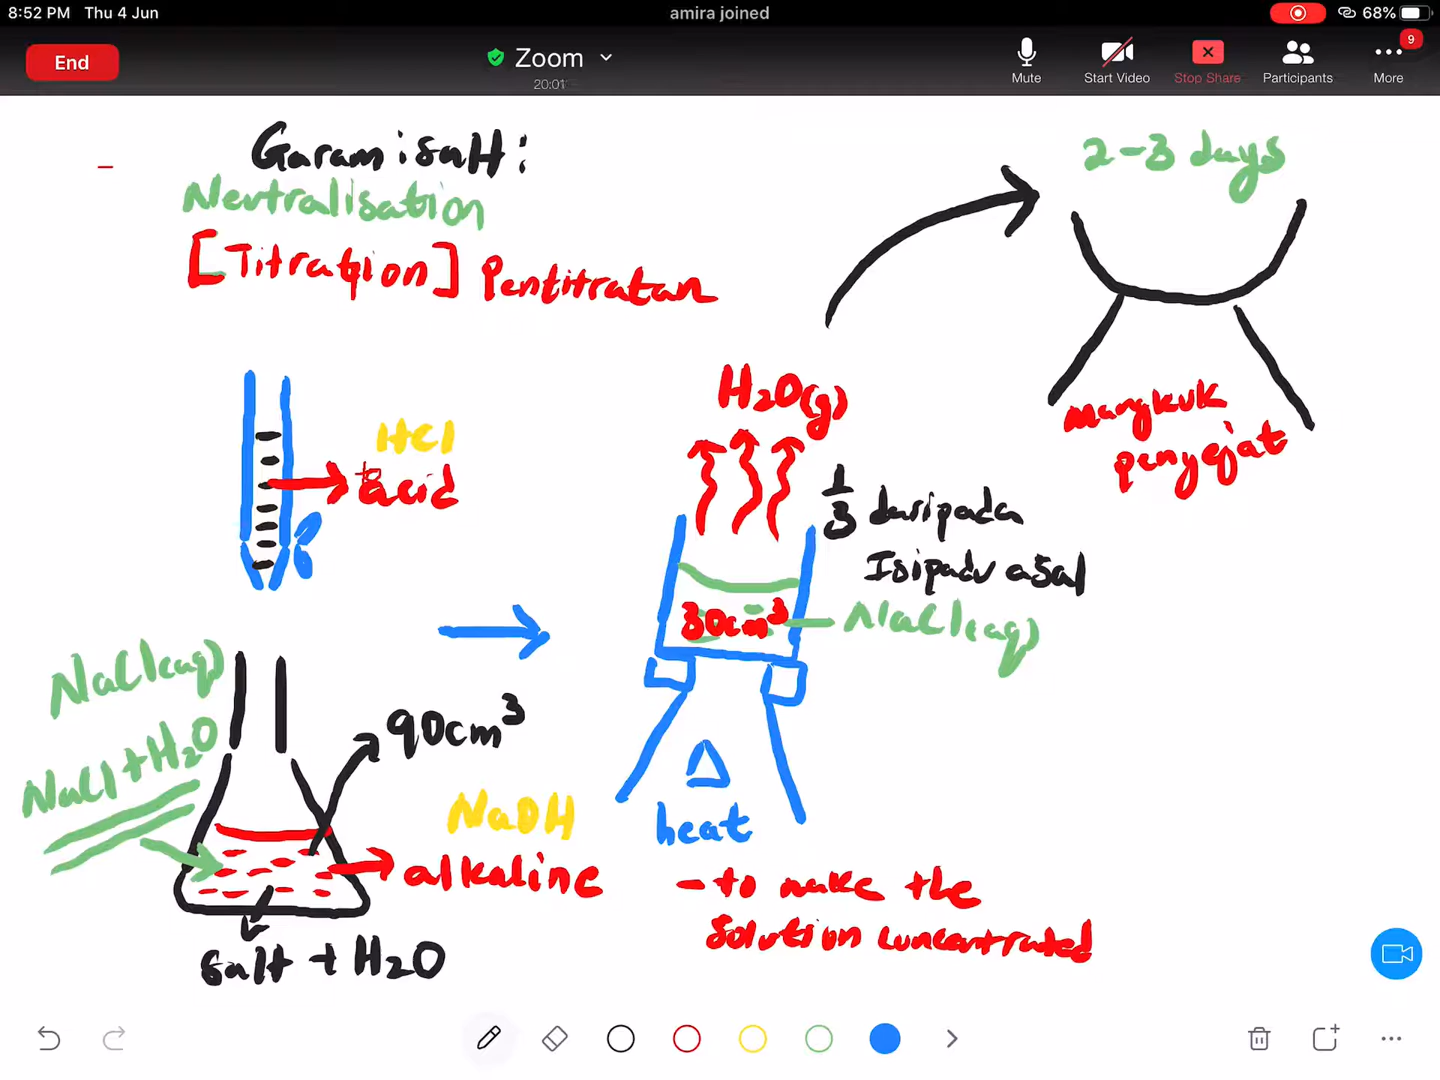 8:52 PM Thu 4 Jun
amira joined
68%
End
Zoom
20:01
Mute
Start Video
Stop Share
Participants
9
More
Garam : salt :
Neutralisation
[Titration] Pentitratan
2-3 days
mangkuk
penyejat
HCl
acid
H2O(g)
1/3 daripada
Isipadu asal
30cm3
NaCl(aq)
NaCl(aq)
NaCl + H2O
90cm3
NaOH
alkaline
salt + H2O
heat
- to make the
solution concentrated